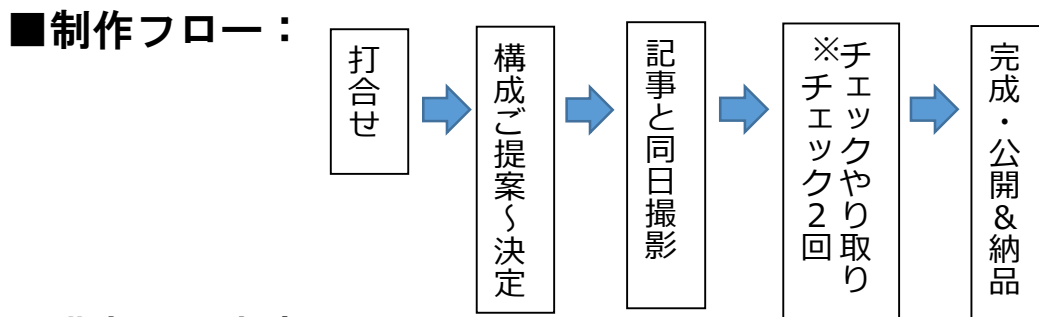 ■制作フロー：
打合せ
構成ご提案～決定
記事と同日撮影
チェックやり取り
※チェック2回
完成・公開&納品